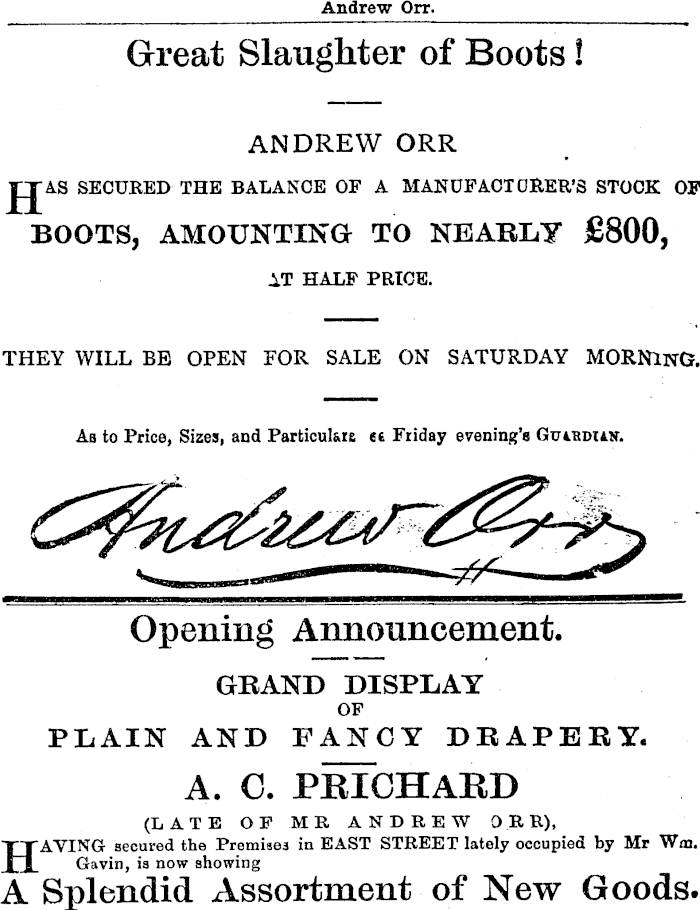 Andrew Orr.
Great Slaughter of Boots!
ANDREW ORR
HAS SECURED THE BALANCE OF A MANUFACTURER'S STOCK OF
BOOTS, AMOUNTING TO NEARLY £800,
AT HALF PRICE.
THEY WILL BE OPEN FOR SALE ON SATURDAY MORNING.
As to Price, Sizes, and Particulars Friday evening's GUARDIAN.
Andrew Orr
Opening Announcement.
GRAND DISPLAY
OF
PLAIN AND FANCY DRAPERY.
A. C. PRICHARD
(LATE OF MR ANDREW ORR),
HAVING secured the Premises in EAST STREET lately occupied by Mr Wm.
Gavin, is now showing
A Splendid Assortment of New Goods.